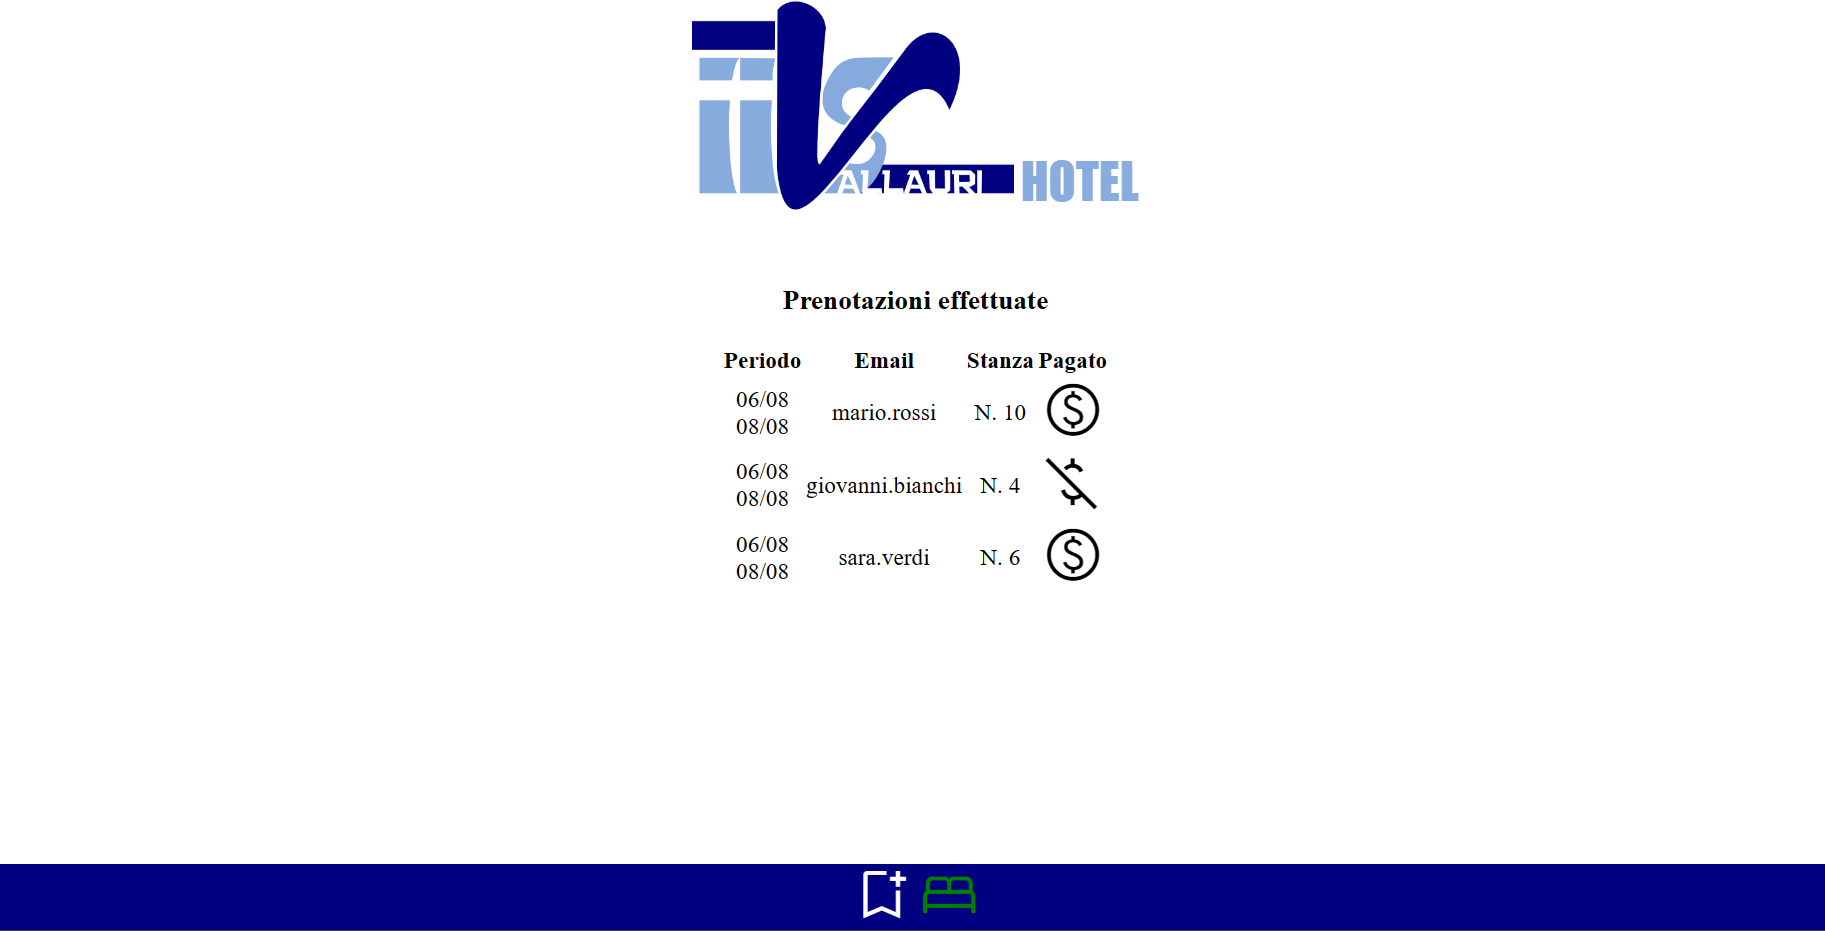 iis
VALLAURI HOTEL
Prenotazioni effettuate
Periodo Email Stanza Pagato
06/08
08/08 mario.rossi N. 10
06/08
08/08 giovanni.bianchi N. 4
06/08
08/08 sara.verdi N. 6